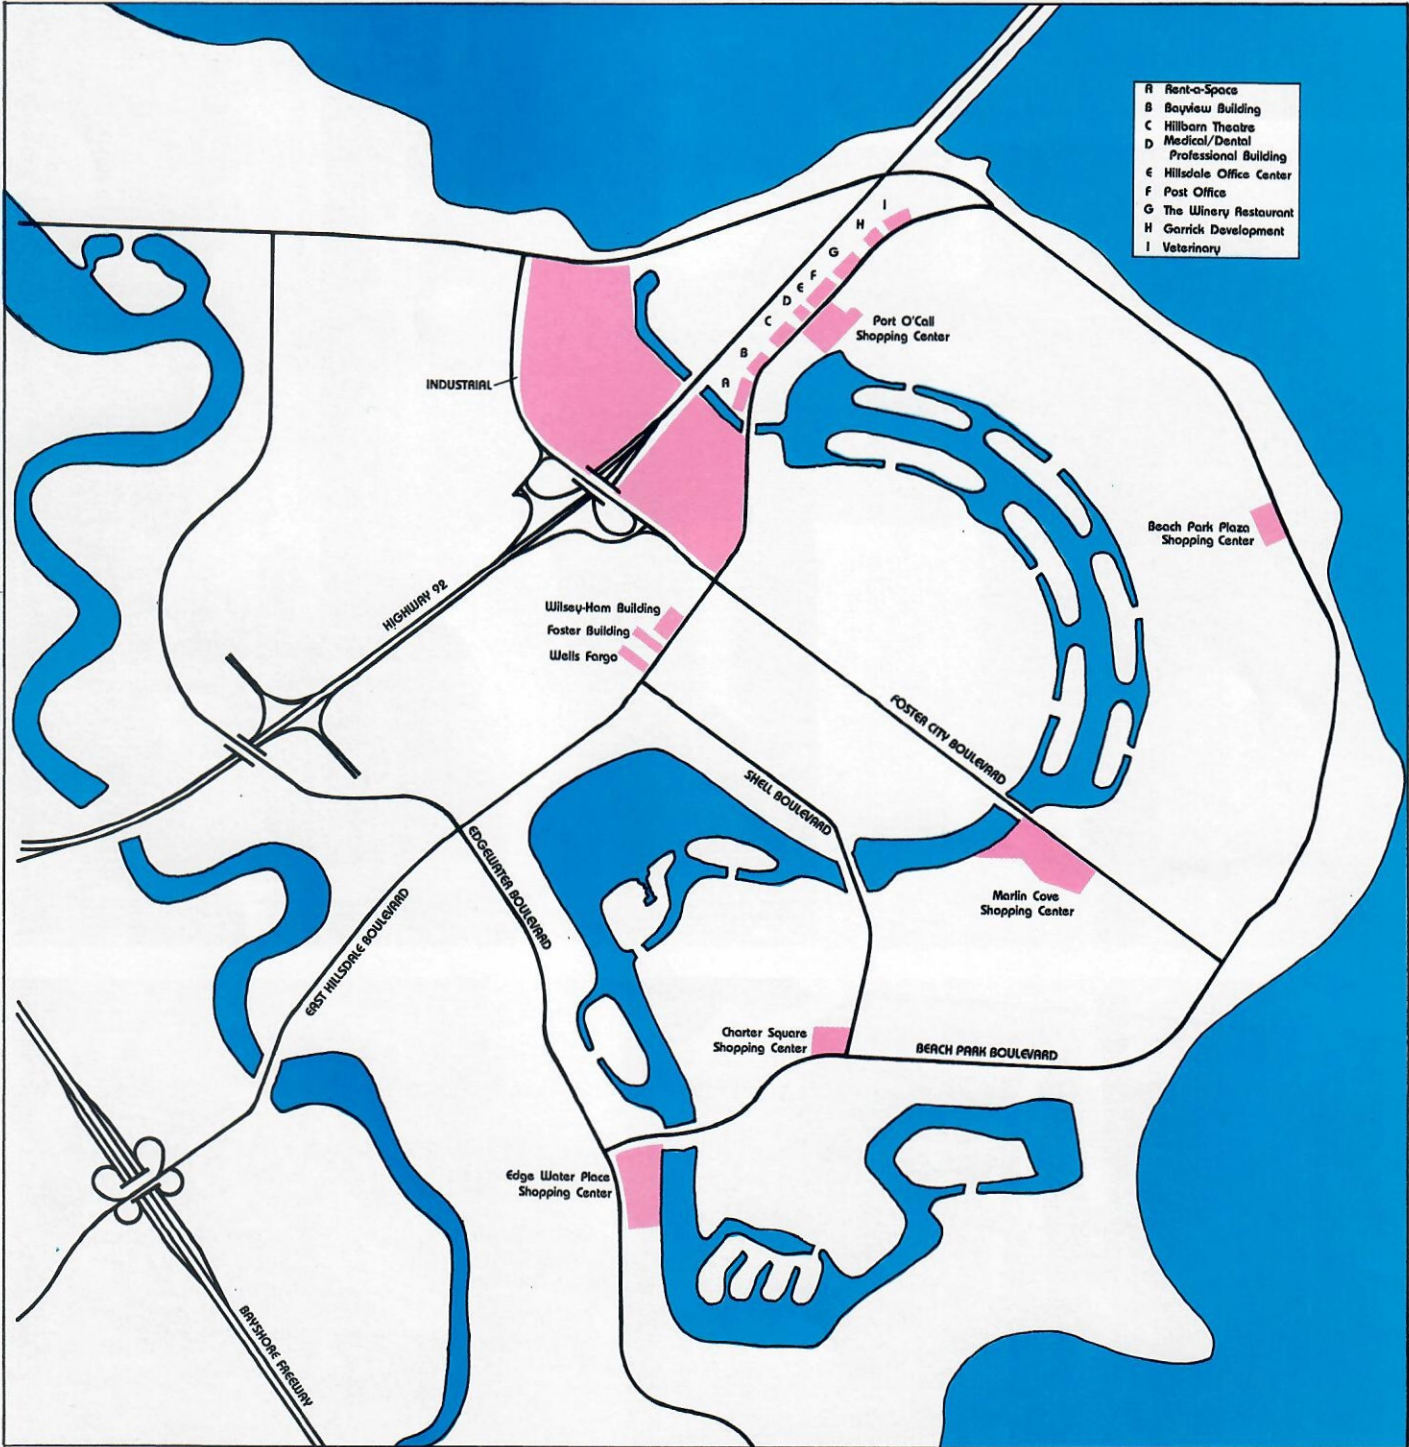 A Rent-a-Space
B Bayview Building
C Hillbarn Theatre
D Medical/Dental
Professional Building
E Hillsdale Office Center
F Post Office
G The Winery Restaurant
H Garrick Development
I Veterinary
I
H
G
F
E
D
C
B
A
Port O'Call
Shopping Center
INDUSTRIAL
Beach Park Plaza
Shopping Center
HIGHWAY 92
Wilsey-Ham Building
Foster Building
Wells Fargo
FOSTER CITY BOULEVARD
SHELL BOULEVARD
EDGEWATER BOULEVARD
EAST HILLSDALE BOULEVARD
Marlin Cove
Shopping Center
Charter Square
Shopping Center
BEACH PARK BOULEVARD
Edge Water Place
Shopping Center
BAYSHORE FREEWAY